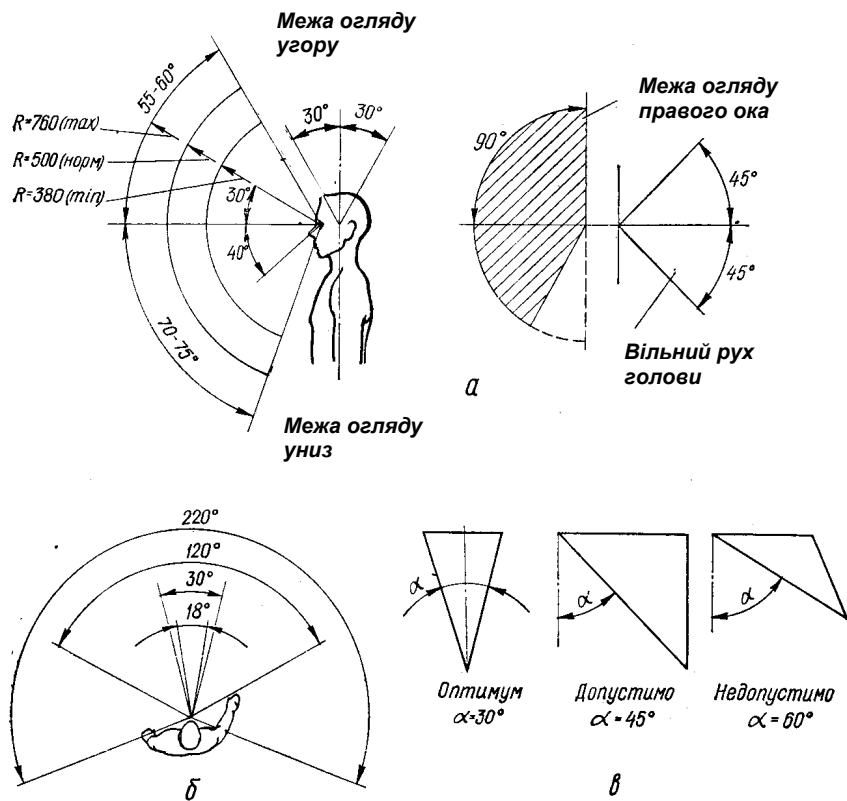 Межа огляду
угору
55-60°
R=760(max)
R=500(норм)
R=380(min)
30°
30°
30°
40°
70-75°
Межа огляду
униз
Межа огляду
правого ока
90°
45°
45°
Вільний рух
голови
а
220°
120°
30°
18°
б
α
α
α
Оптимум
α=30°
Допустимо
α=45°
Недопустимо
α=60°
в